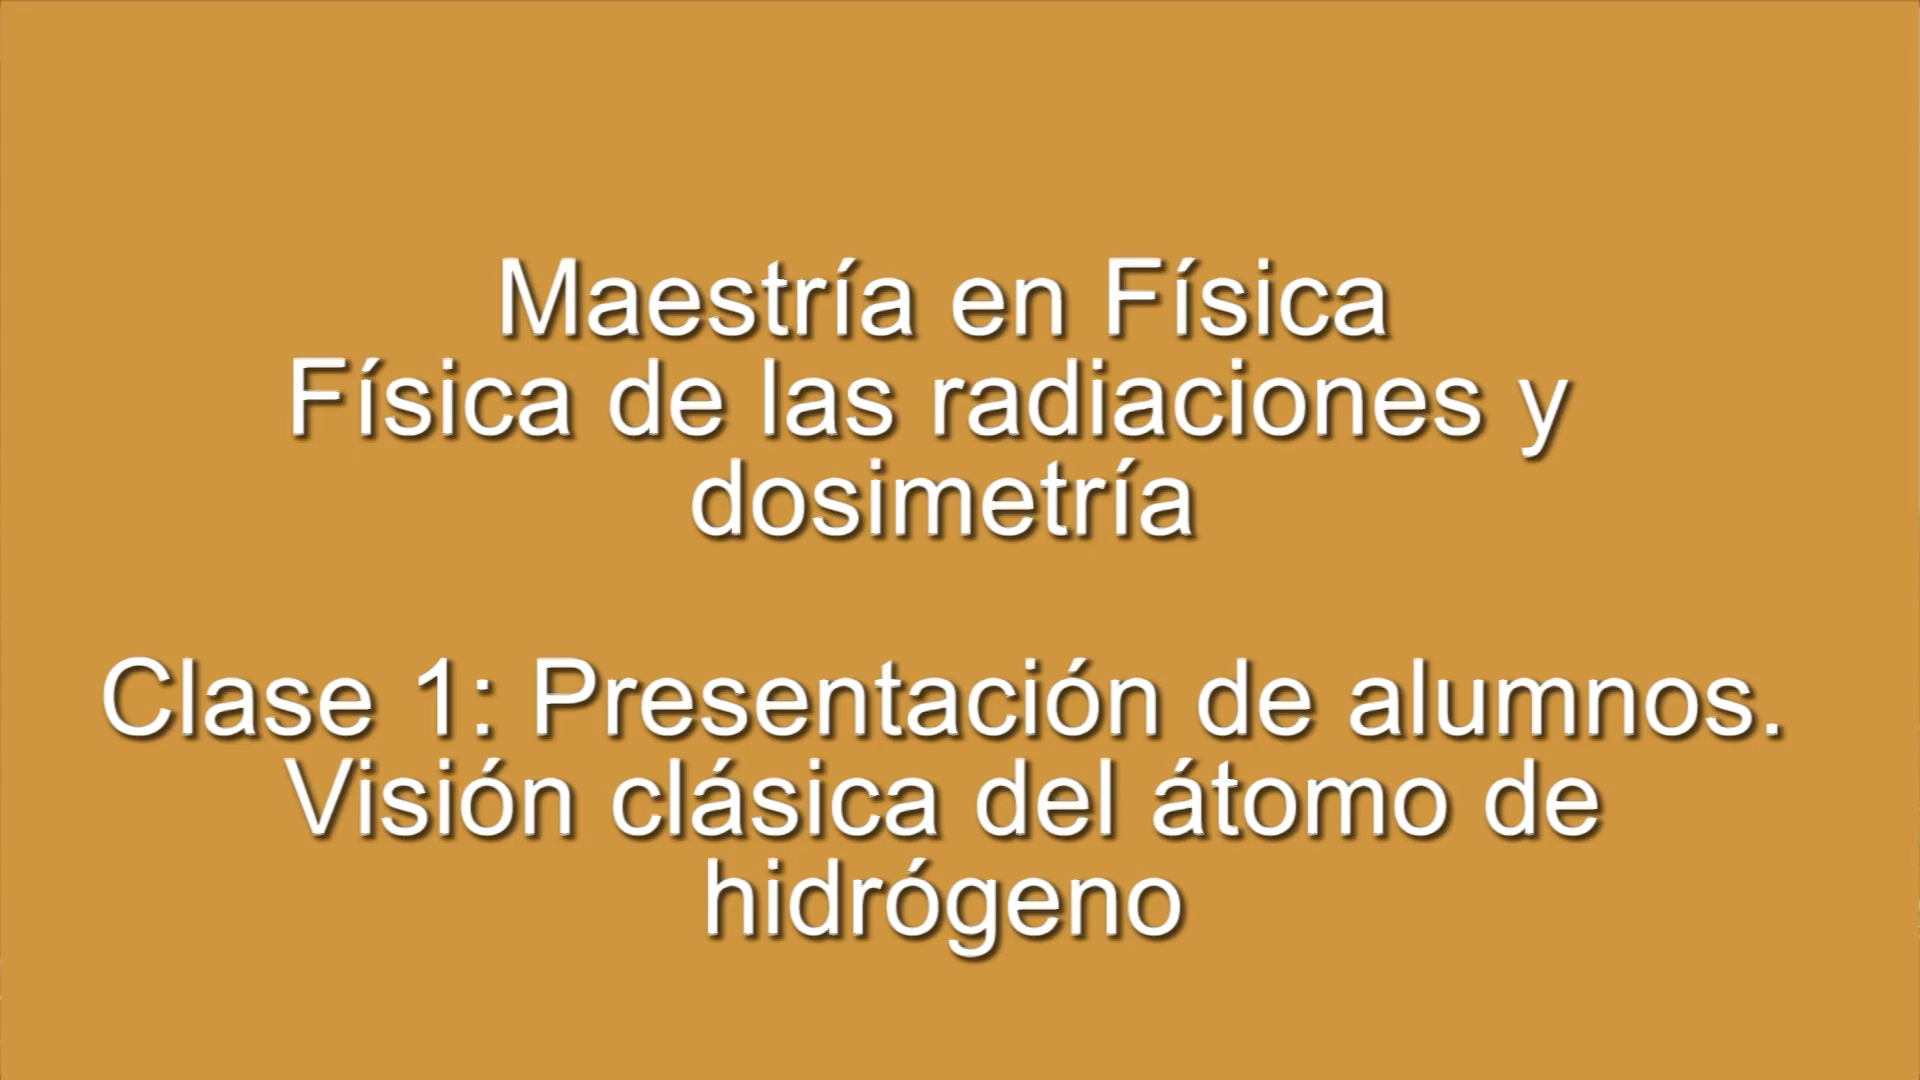 Maestría en Física
Física de las radiaciones y
dosimetría
Clase 1: Presentación de alumnos.
Visión clásica del átomo de
hidrógeno